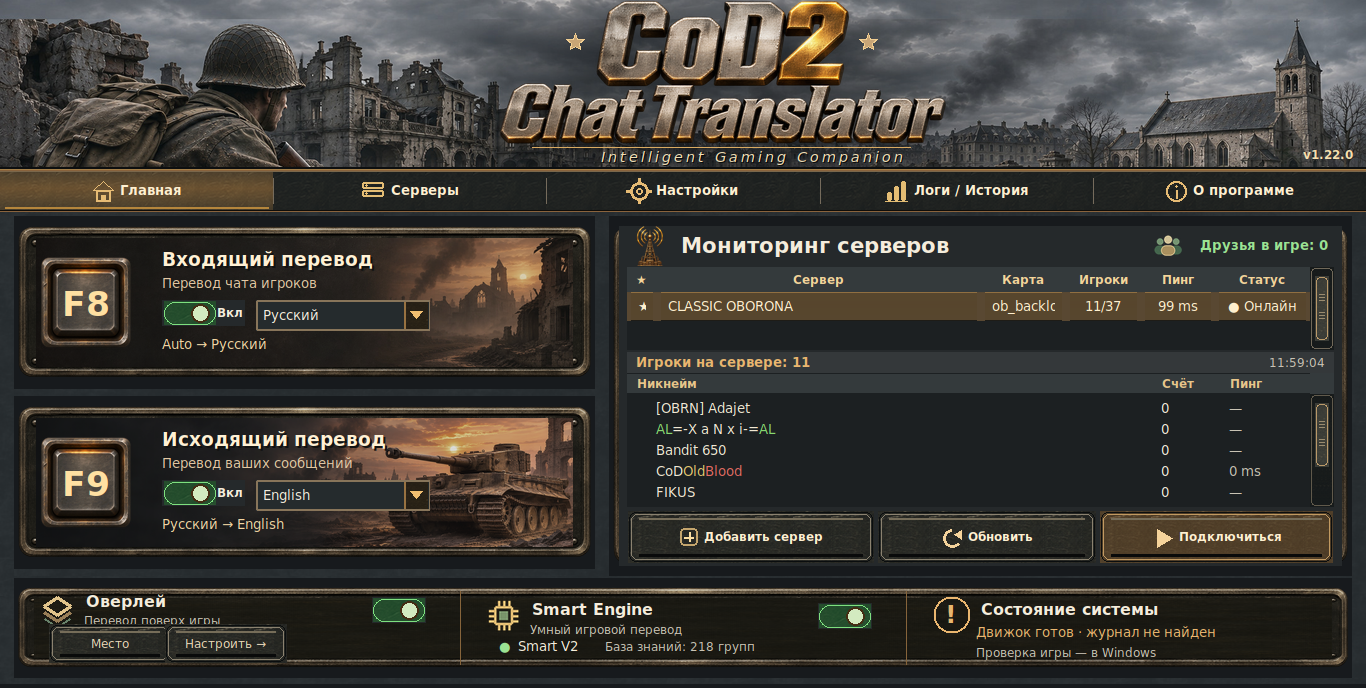 CoD2
Chat Translator
Intelligent Gaming Companion
v1.22.0
Главная
Серверы
Настройки
Логи / История
О программе
F8
Входящий перевод
Перевод чата игроков
Вкл
Русский
Auto → Русский
F9
Исходящий перевод
Перевод ваших сообщений
Вкл
English
Русский → English
Мониторинг серверов
Друзья в игре: 0
★ Сервер Карта Игроки Пинг Статус
★ CLASSIC OBORONA ob_backlc 11/37 99 ms ● Онлайн
Игроки на сервере: 11 11:59:04
Никнейм Счёт Пинг
[OBRN] Adajet 0 —
AL=-X a N x i-=AL 0 —
Bandit 650 0 —
CoDOldBlood 0 0 ms
FIKUS 0 —
Добавить сервер
Обновить
Подключиться
Оверлей
Перевод поверх игры
Место
Настроить →
Smart Engine
Умный игровой перевод
● Smart V2 База знаний: 218 групп
Состояние системы
Движок готов · журнал не найден
Проверка игры — в Windows